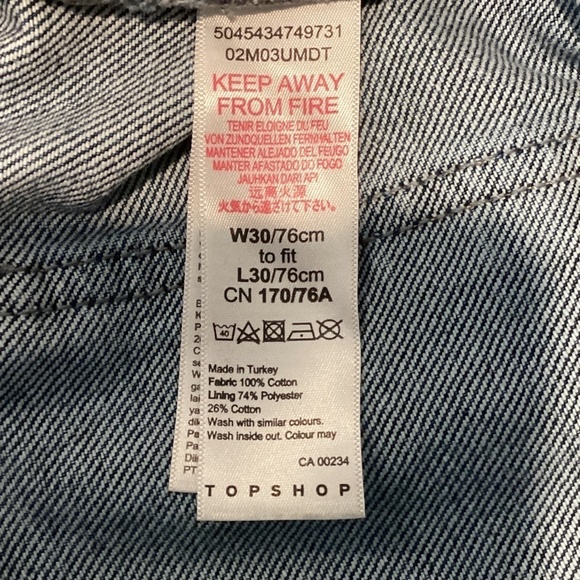 5045434749731
02M03UMDT
KEEP AWAY
FROM FIRE
TENIR ELOIGNE DU FEU
VON ZUNDQUELLEN FERNHALTEN
MANTENER ALEJADO DEL FEUGO
MANTER AFASTADO DO FOGO
JAUHKAN DARI API
远离火源
火気から遠ざけて下さい。
W30/76cm
to fit
L30/76cm
CN 170/76A
40
Made in Turkey
Fabric 100% Cotton
Lining 74% Polyester
26% Cotton
Wash with similar colours.
Wash inside out. Colour may
CA 00234
TOPSHOP